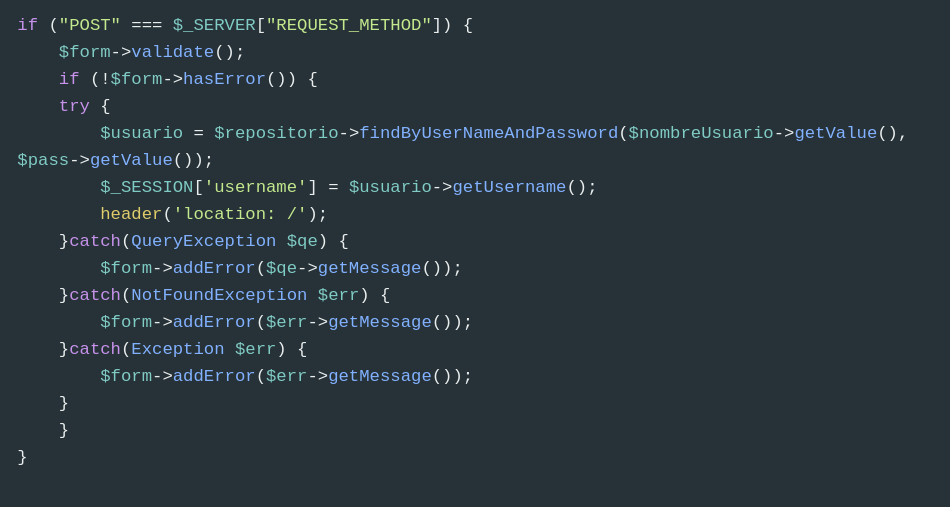 if ("POST" === $_SERVER["REQUEST_METHOD"]) {
    $form->validate();
    if (!$form->hasError()) {
    try {
        $usuario = $repositorio->findByUserNameAndPassword($nombreUsuario->getValue(),
$pass->getValue());
        $_SESSION['username'] = $usuario->getUsername();
        header('location: /');
    }catch(QueryException $qe) {
        $form->addError($qe->getMessage());
    }catch(NotFoundException $err) {
        $form->addError($err->getMessage());
    }catch(Exception $err) {
        $form->addError($err->getMessage());
    }
    }
}